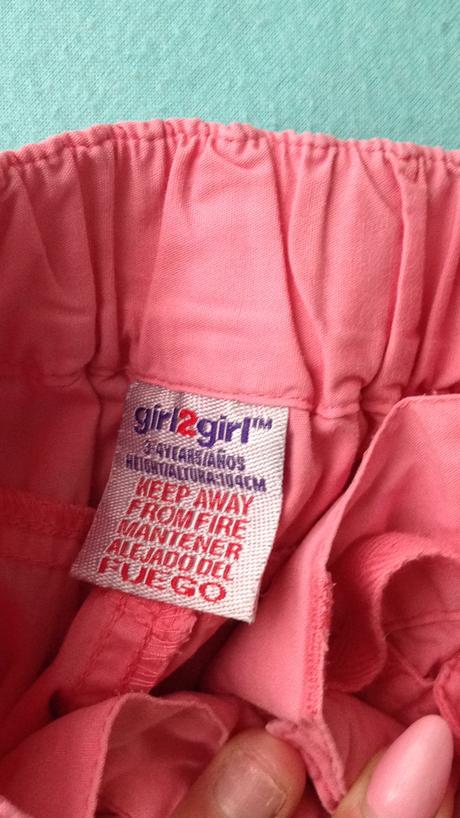 girl2girl™
3-4YEARS/AÑOS
HEIGHT/ALTURA:104CM
KEEP AWAY
FROM FIRE
MANTENER
ALEJADO DEL
FUEGO